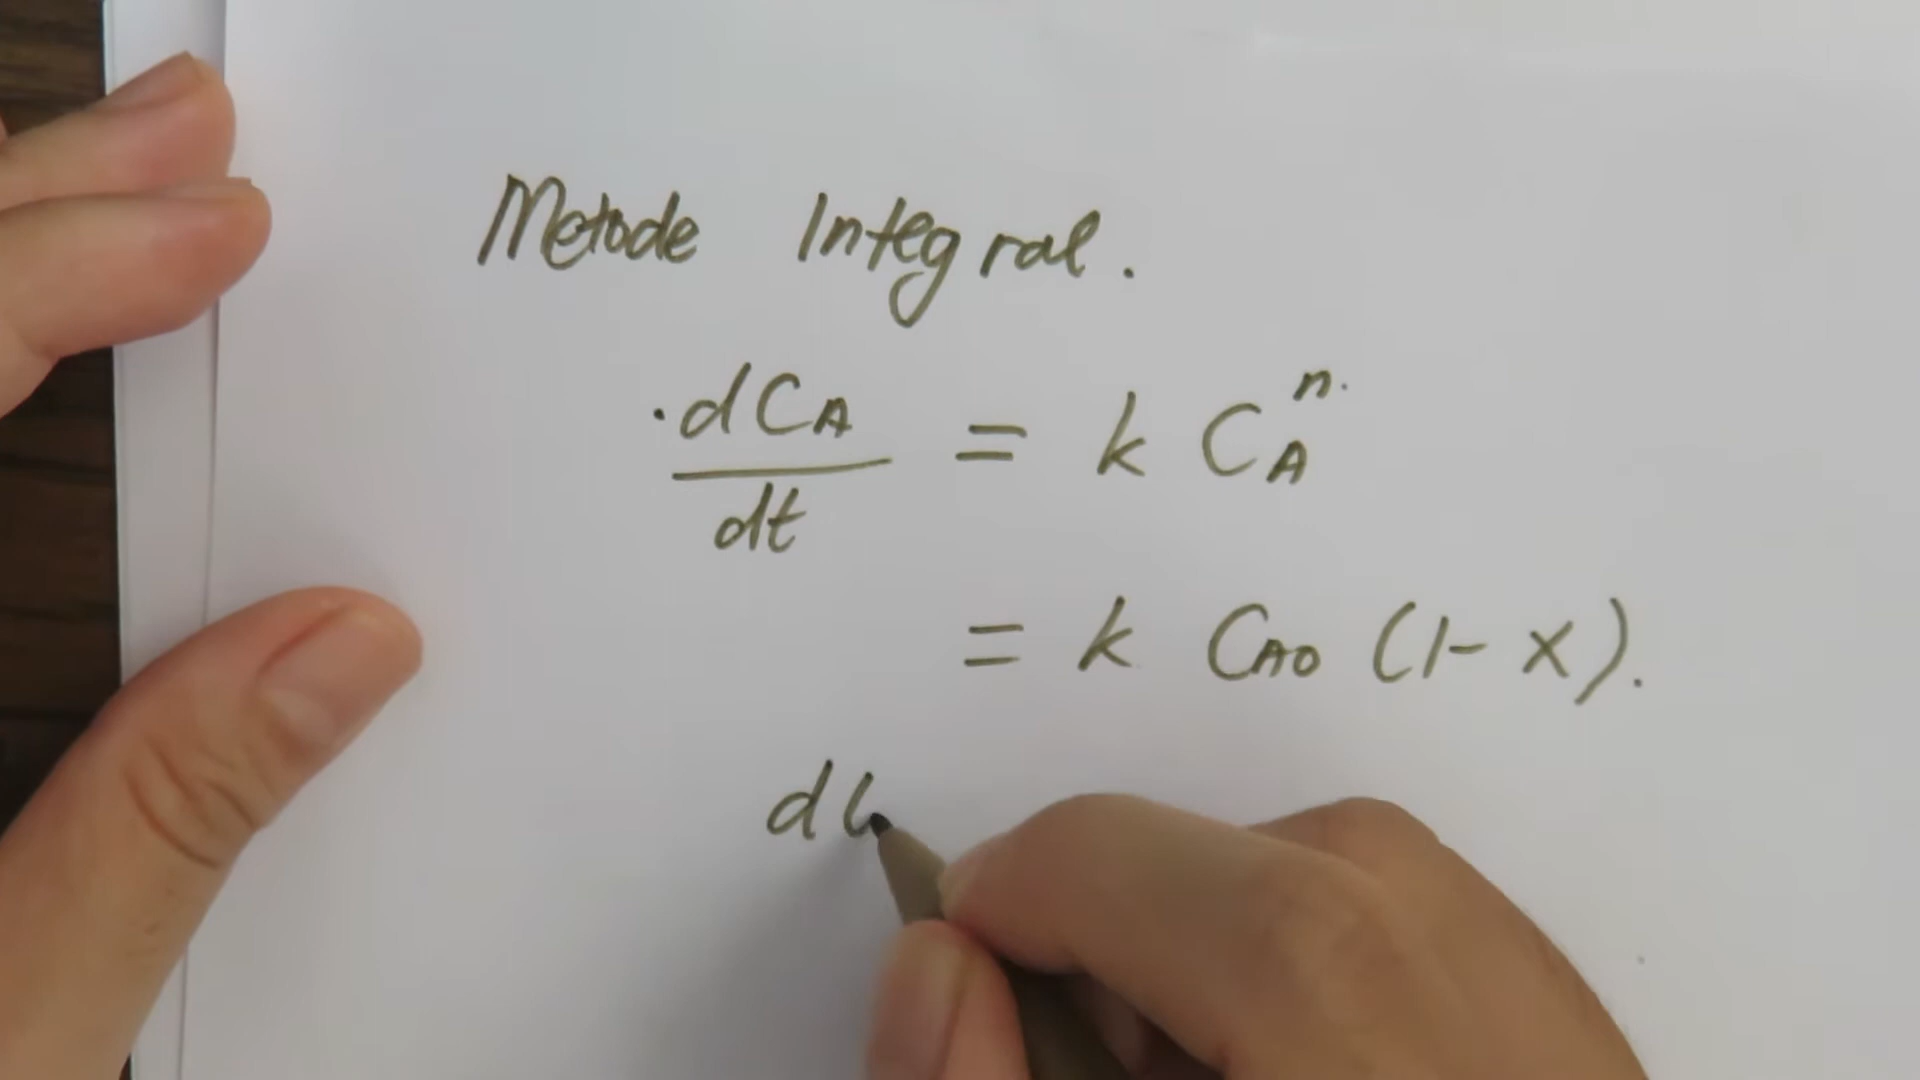 Metode Integral.
dCA
dt
= k CA^n.
= k CA0 (1 - x).
d